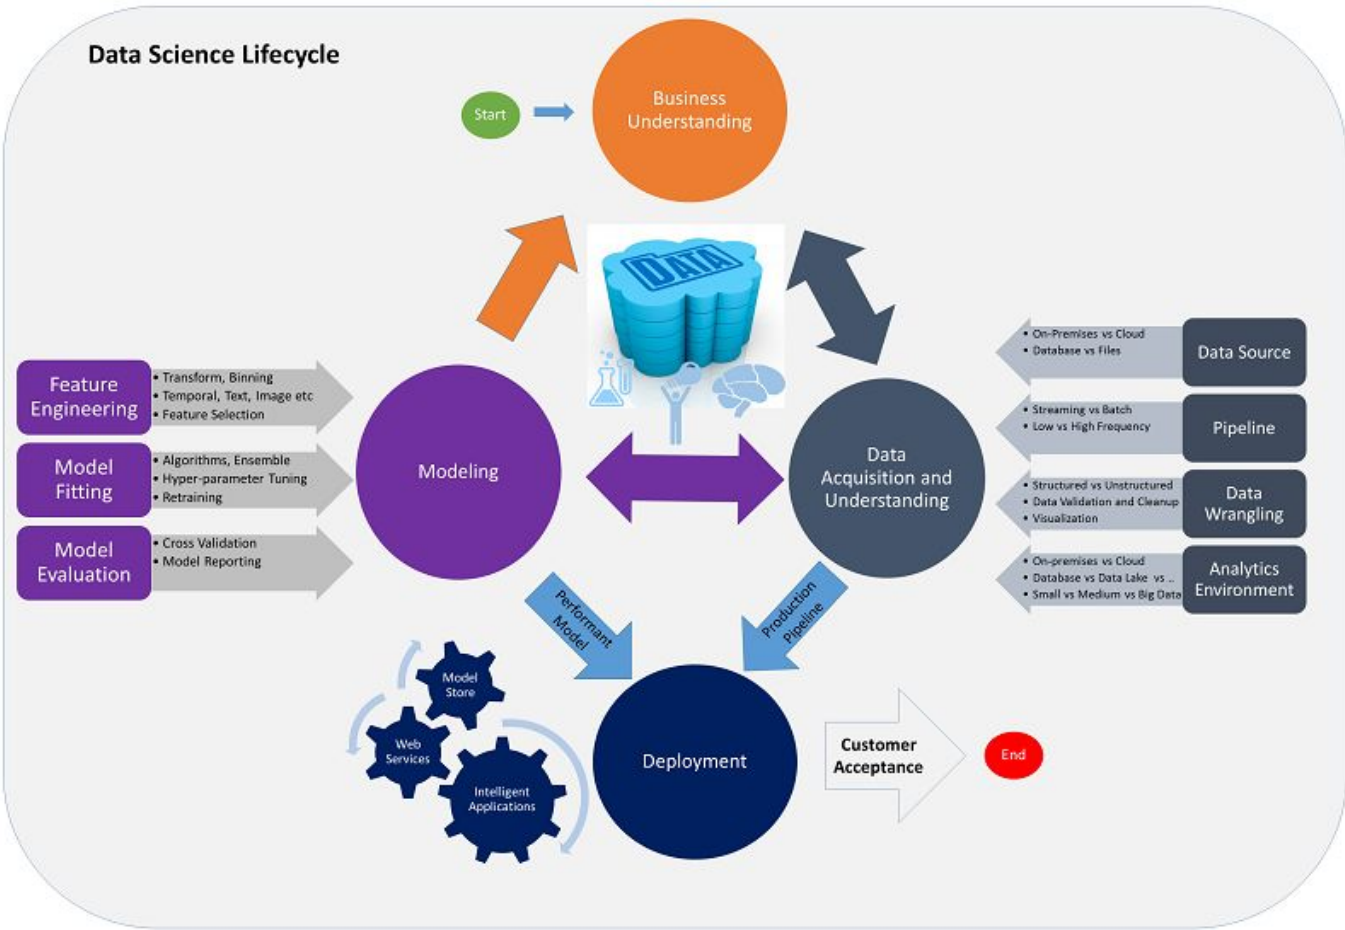 Data Science Lifecycle
Start
Business
Understanding
DATA
Feature
Engineering
• Transform, Binning
• Temporal, Text, Image etc
• Feature Selection
Model
Fitting
• Algorithms, Ensemble
• Hyper-parameter Tuning
• Retraining
Model
Evaluation
• Cross Validation
• Model Reporting
Modeling
Data
Acquisition and
Understanding
• On-Premises vs Cloud
• Database vs Files
Data Source
• Streaming vs Batch
• Low vs High Frequency
Pipeline
• Structured vs Unstructured
• Data Validation and Cleanup
• Visualization
Data
Wrangling
• On-premises vs Cloud
• Database vs Data Lake vs ..
• Small vs Medium vs Big Data
Analytics
Environment
Performant
Model
Production
Pipeline
Model
Store
Web
Services
Intelligent
Applications
Deployment
Customer
Acceptance
End